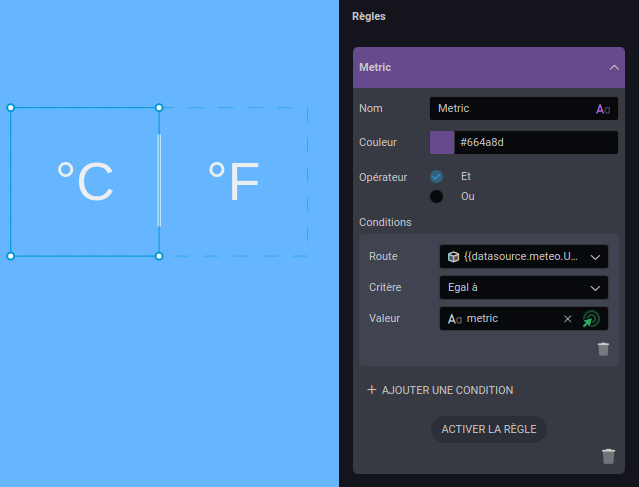 °C
°F
Règles
Metric
Nom
Metric
Couleur
#664a8d
Opérateur
Et
Ou
Conditions
Route
{{datasource.meteo.U...
Critère
Egal à
Valeur
metric
AJOUTER UNE CONDITION
ACTIVER LA RÈGLE